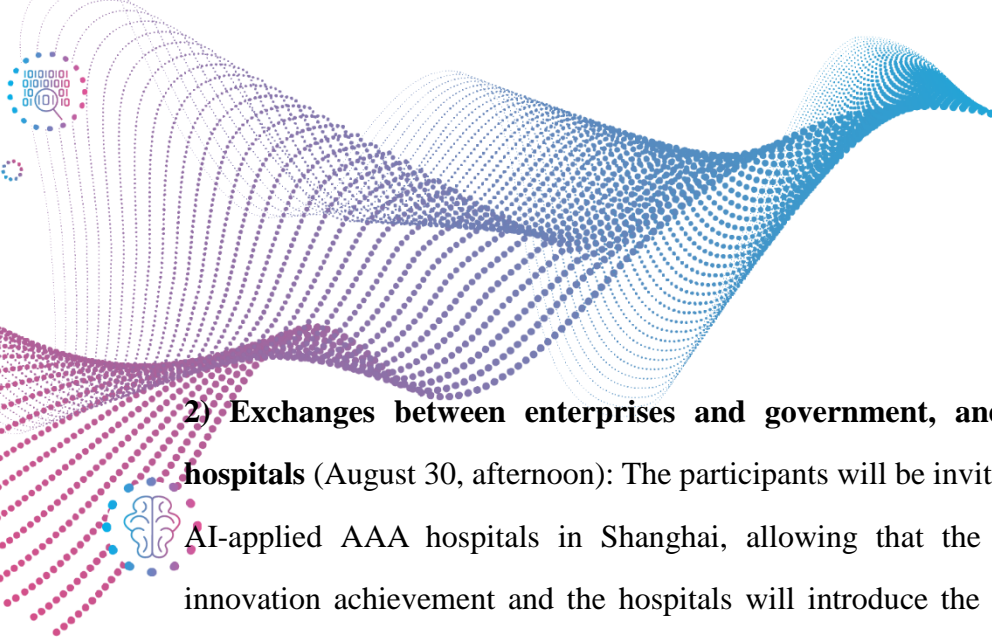 2) Exchanges between enterprises and government, and
hospitals (August 30, afternoon): The participants will be invit
AI-applied AAA hospitals in Shanghai, allowing that the
innovation achievement and the hospitals will introduce the